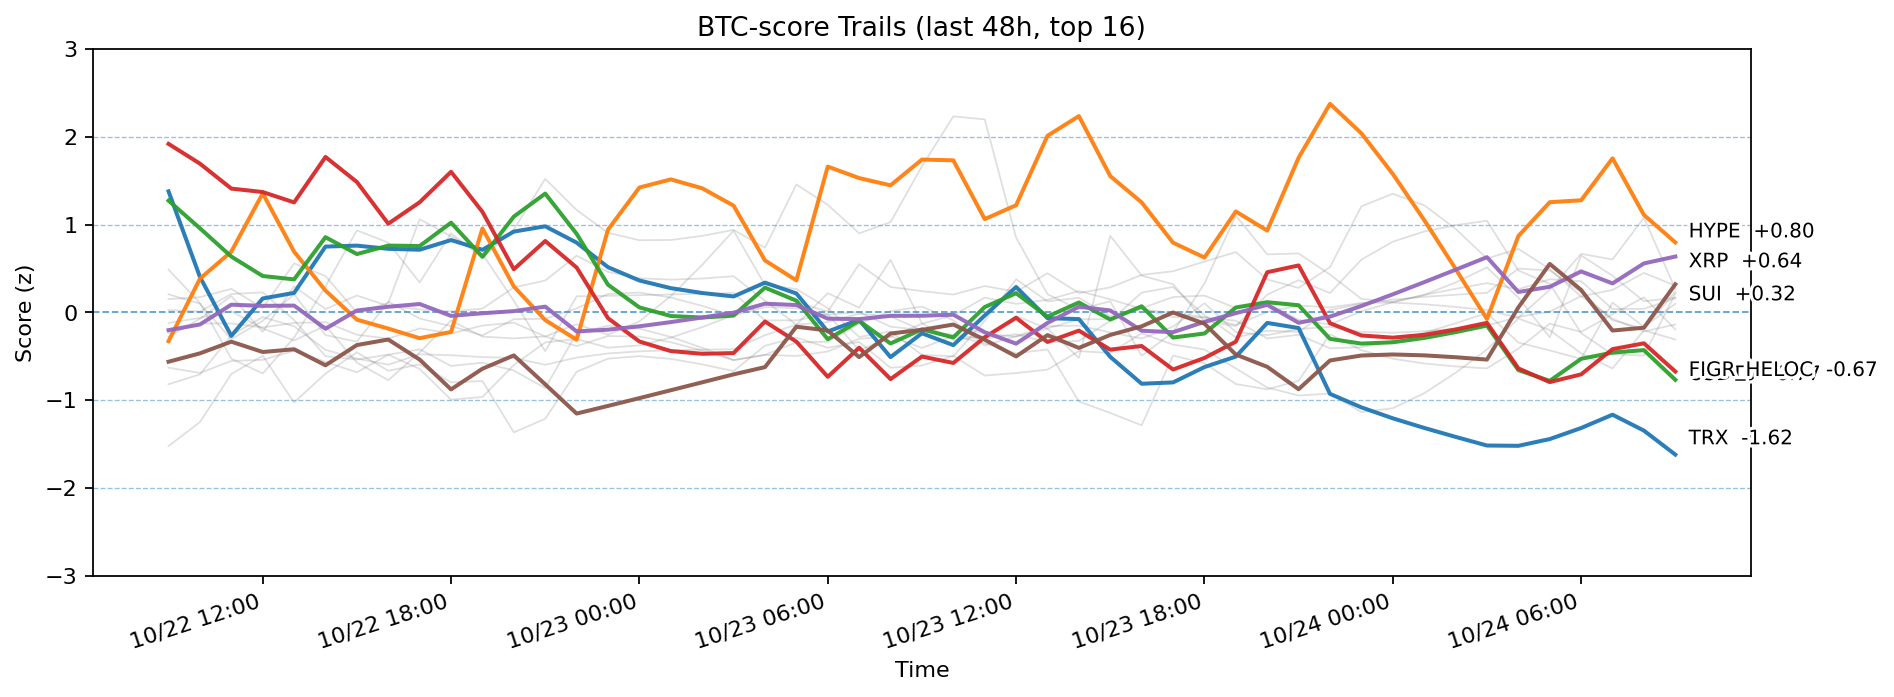 BTC-score Trails (last 48h, top 16)
3
2
1
0
−1
−2
−3
Score (z)
HYPE +0.80
XRP +0.64
SUI +0.32
-0.67
TRX -1.62
10/22 12:00
10/22 18:00
10/23 00:00
10/23 06:00
10/23 12:00
10/23 18:00
10/24 00:00
10/24 06:00
Time